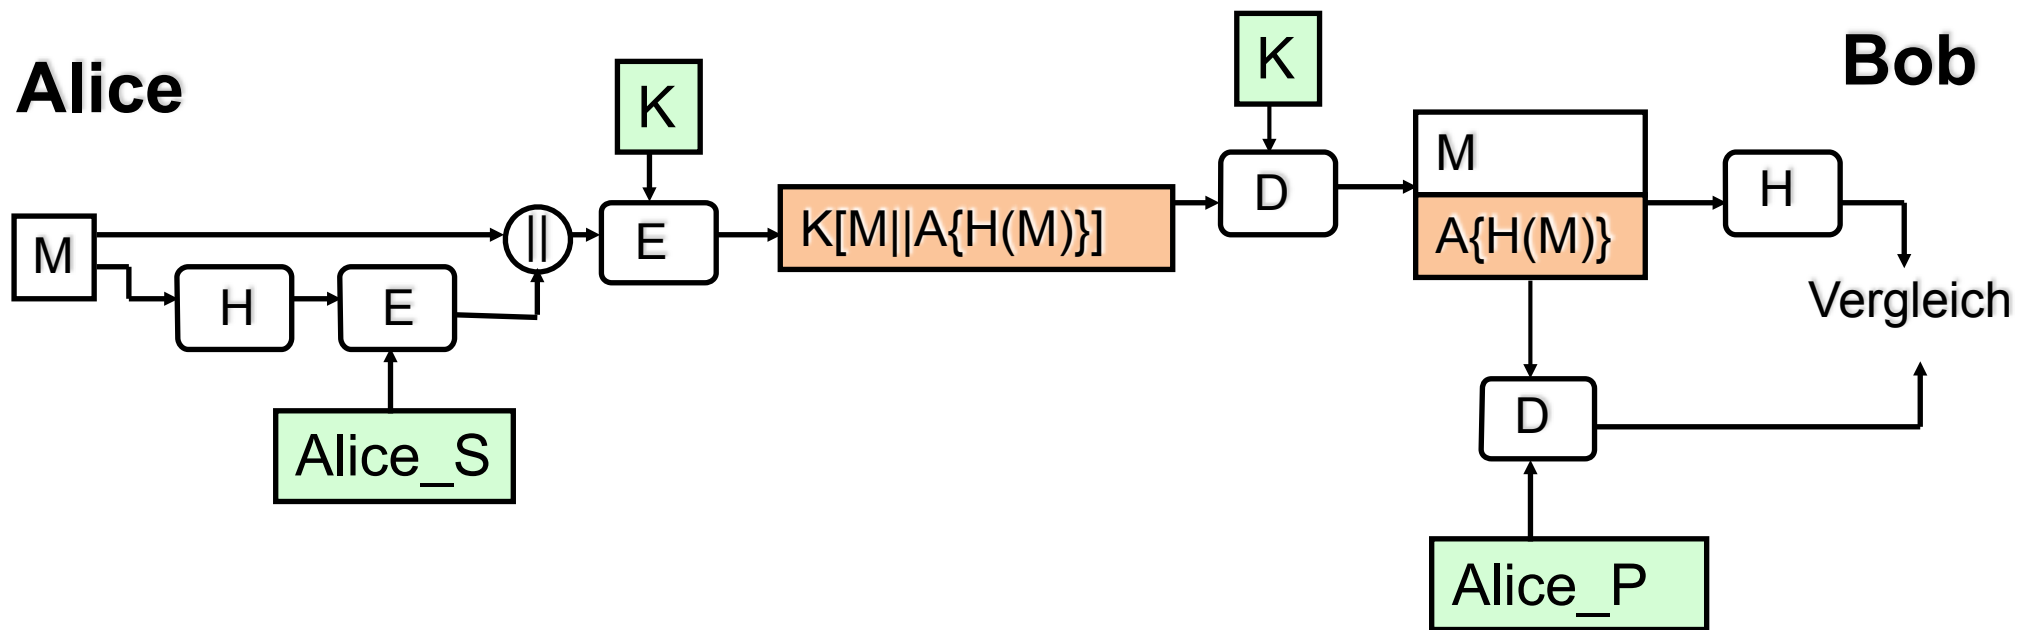 Alice
Bob
K
K
M
H
E
||
E
K[M||A{H(M)}]
D
M
A{H(M)}
H
Vergleich
D
Alice_S
Alice_P